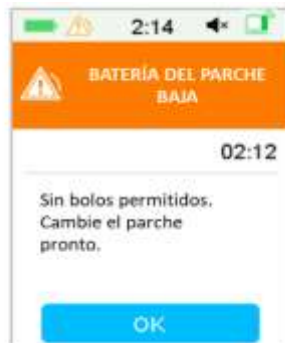 2:14
BATERÍA DEL PARCHE
BAJA
02:12
Sin bolos permitidos.
Cambie el parche
pronto.
OK